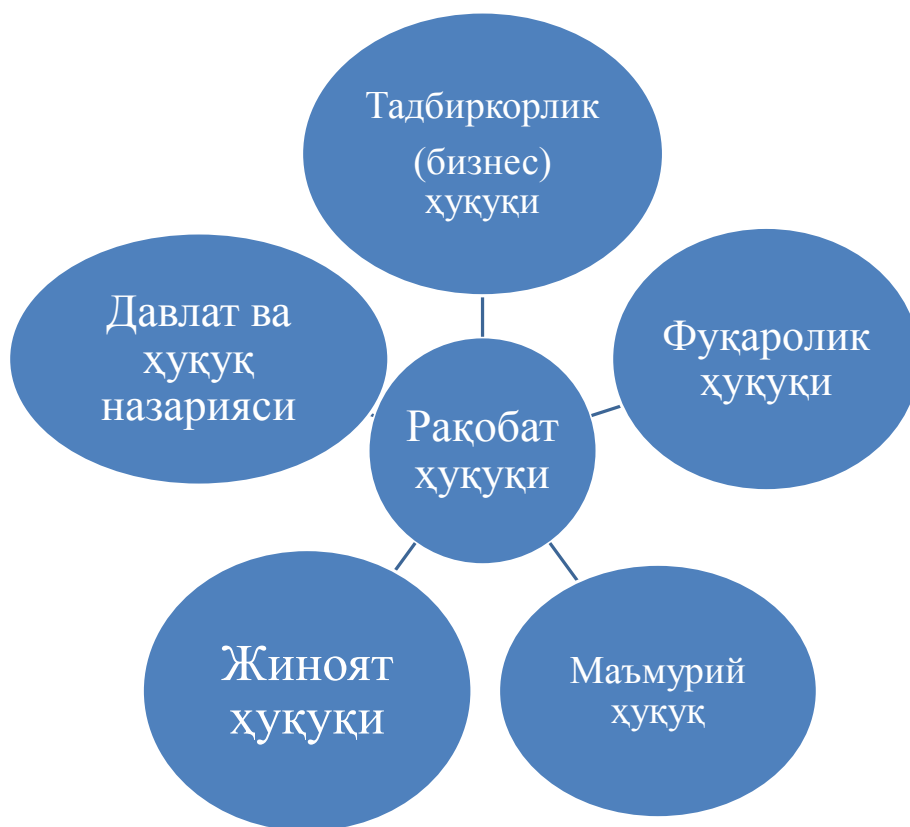 Тадбиркорлик
(бизнес)
ҳуқуқи
Давлат ва
ҳуқуқ
назарияси
Фуқаролик
ҳуқуқи
Рақобат
ҳуқуқи
Жиноят
ҳуқуқи
Маъмурий
ҳуқуқ